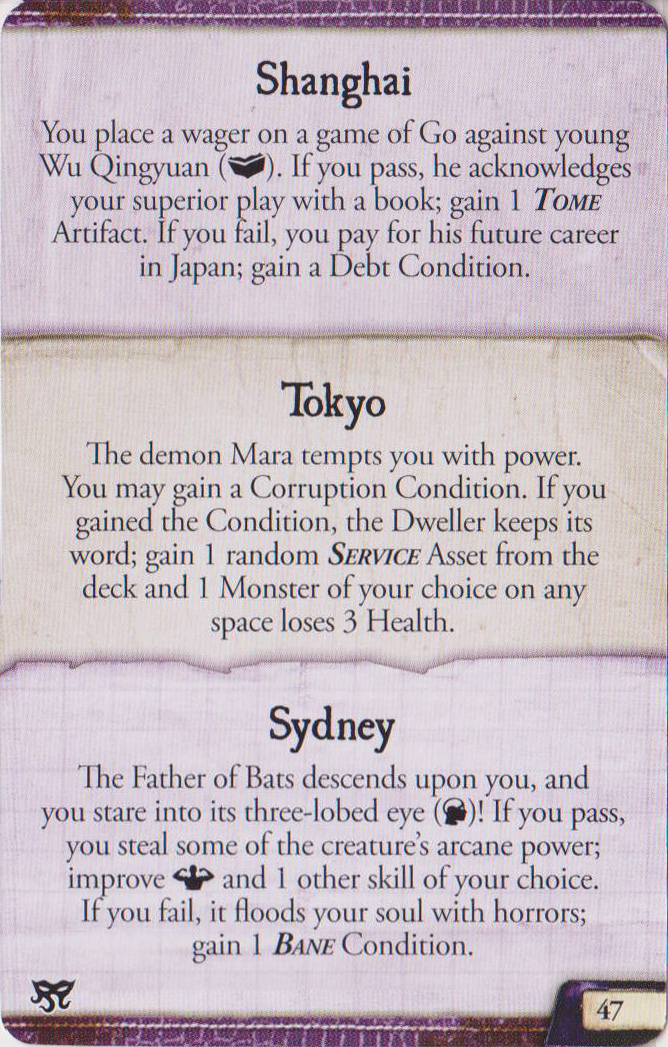 Shanghai
You place a wager on a game of Go against young
Wu Qingyuan (). If you pass, he acknowledges
your superior play with a book; gain 1 TOME
Artifact. If you fail, you pay for his future career
in Japan; gain a Debt Condition.
Tokyo
The demon Mara tempts you with power.
You may gain a Corruption Condition. If you
gained the Condition, the Dweller keeps its
word; gain 1 random SERVICE Asset from the
deck and 1 Monster of your choice on any
space loses 3 Health.
Sydney
The Father of Bats descends upon you, and
you stare into its three-lobed eye ()! If you pass,
you steal some of the creature's arcane power;
improve and 1 other skill of your choice.
If you fail, it floods your soul with horrors;
gain 1 BANE Condition.
47